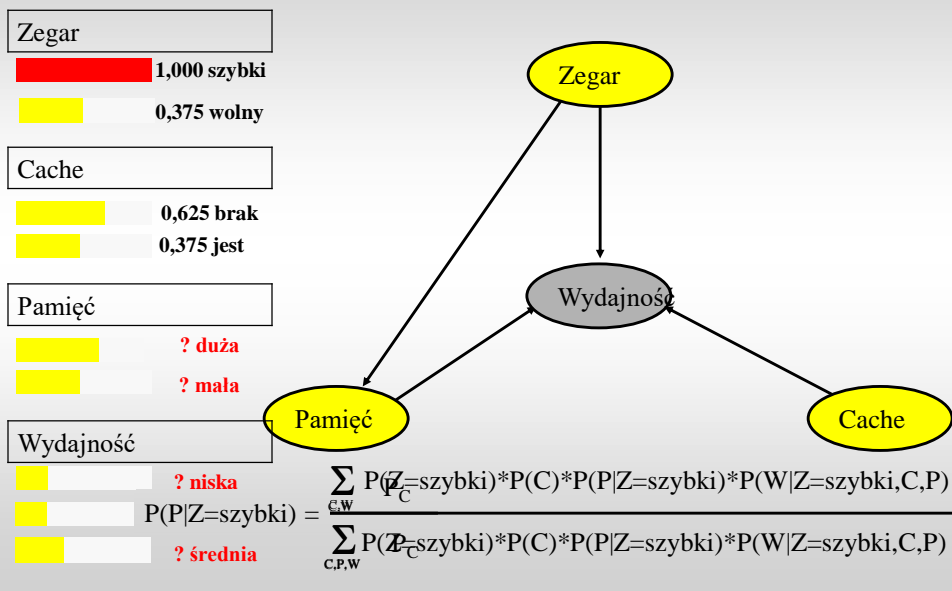 Zegar
1,000 szybki
0,375 wolny
Cache
0,625 brak
0,375 jest
Pamięć
? duża
? mała
Wydajność
? niska
? średnia
Zegar
Wydajność
Pamięć
Cache
P(P|Z=szybki) =
∑ P(Z=szybki)*P(C)*P(P|Z=szybki)*P(W|Z=szybki,C,P)
C,W
∑ P(Z=szybki)*P(C)*P(P|Z=szybki)*P(W|Z=szybki,C,P)
C,P,W